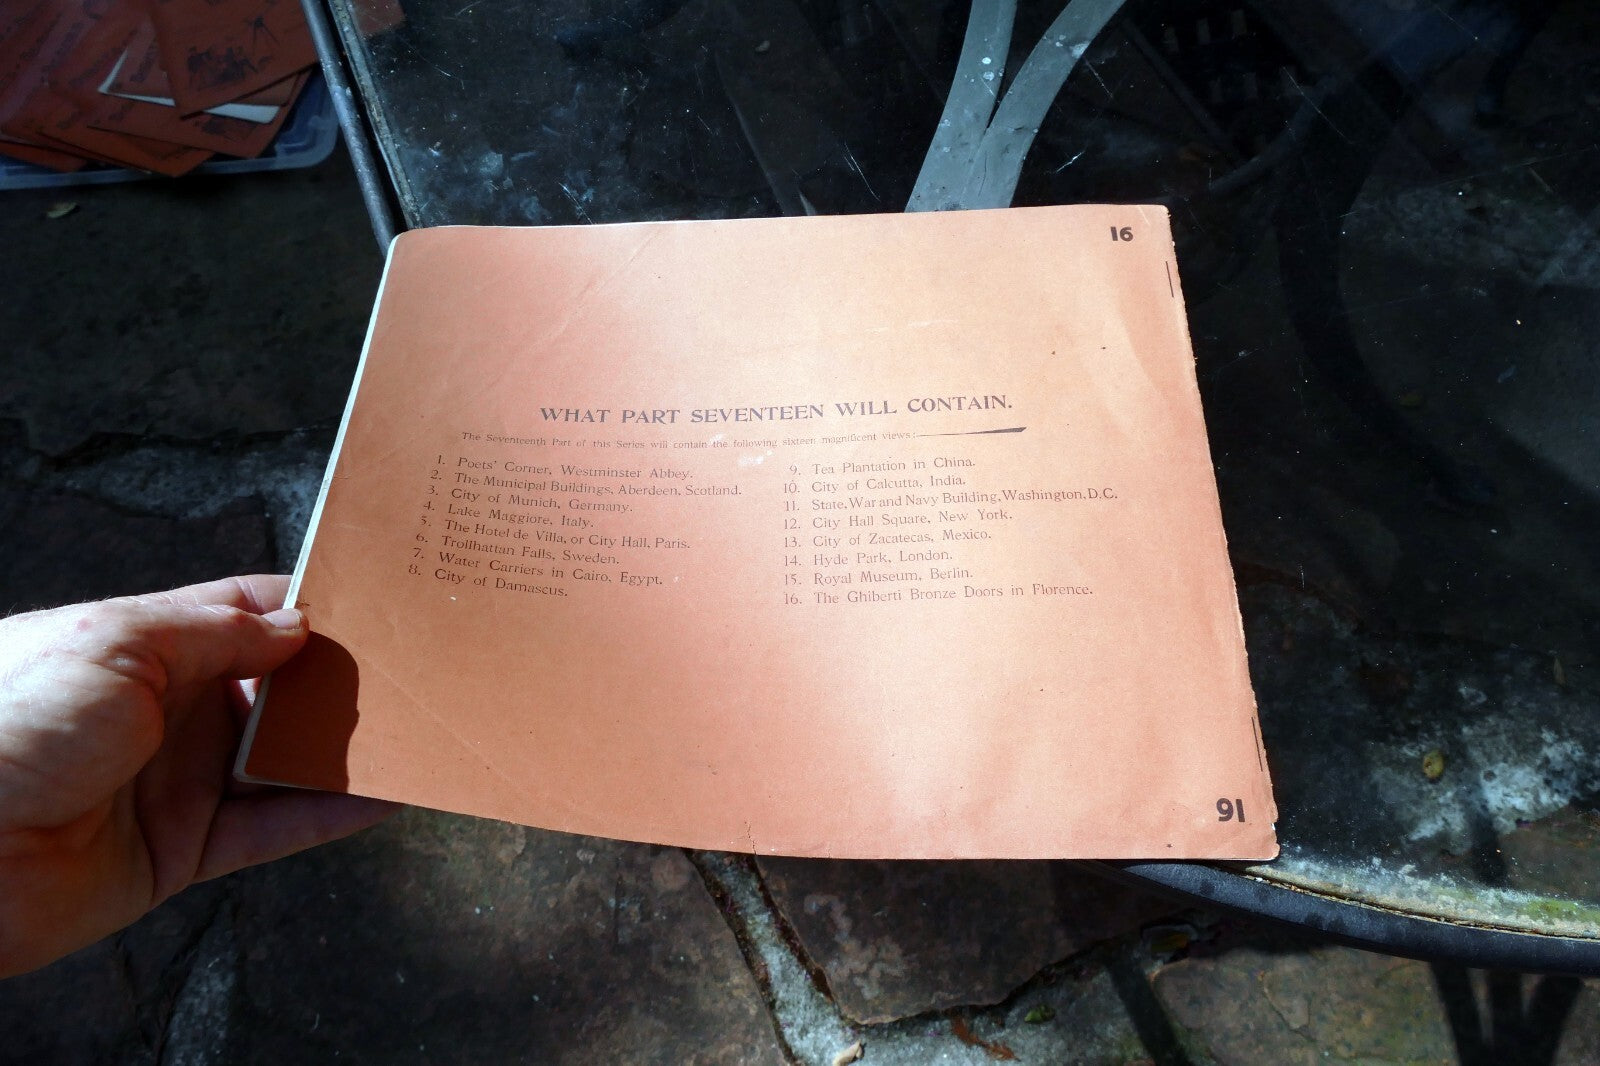 16
WHAT PART SEVENTEEN WILL CONTAIN.
The Seventeenth Part of this Series will contain the following sixteen magnificent views:
1. Poets' Corner, Westminster Abbey.
2. The Municipal Buildings, Aberdeen, Scotland.
3. City of Munich, Germany.
4. Lake Maggiore, Italy.
5. The Hotel de Villa, or City Hall, Paris.
6. Trollhattan Falls, Sweden.
7. Water Carriers in Cairo, Egypt.
8. City of Damascus.
9. Tea Plantation in China.
10. City of Calcutta, India.
11. State, War and Navy Building, Washington, D.C.
12. City Hall Square, New York.
13. City of Zacatecas, Mexico.
14. Hyde Park, London.
15. Royal Museum, Berlin.
16. The Ghiberti Bronze Doors in Florence.
16